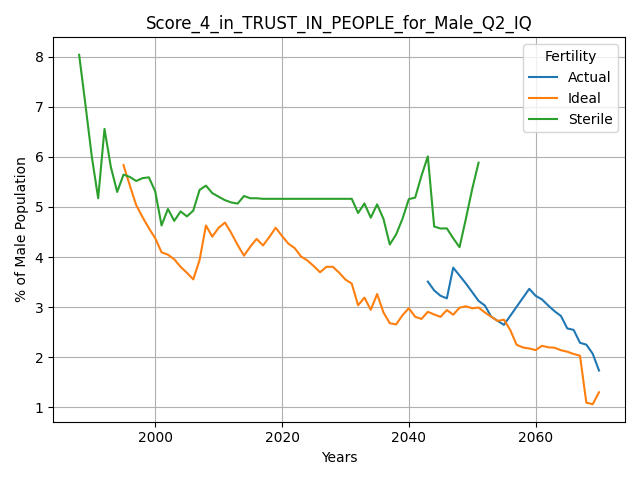 Score_4_in_TRUST_IN_PEOPLE_for_Male_Q2_IQ
% of Male Population
8
7
6
5
4
3
2
1
Fertility
Actual
Ideal
Sterile
2000
2020
2040
2060
Years